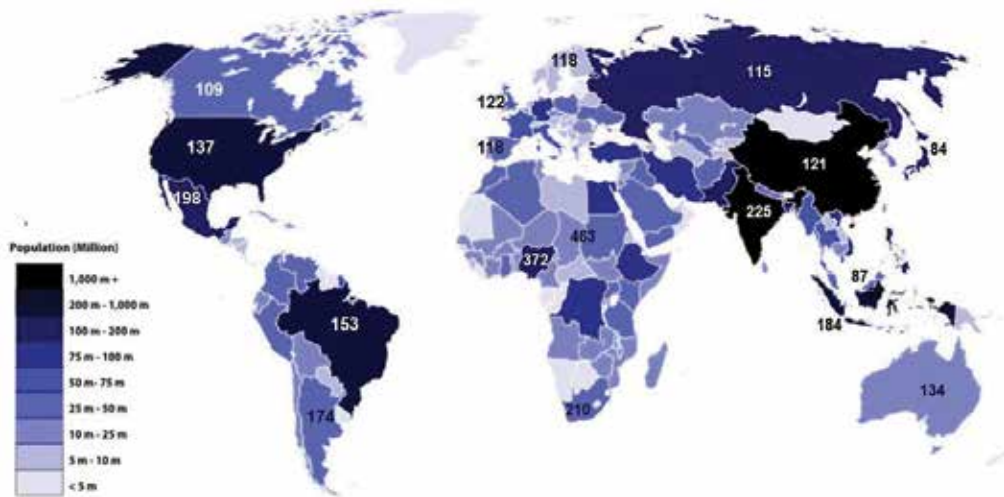 118
115
109
122
137
118
84
121
198
225
463
372
87
153
184
134
174
210
Population (Million)
1,000 m +
200 m - 1,000 m
100 m - 200 m
75 m - 100 m
50 m - 75 m
25 m - 50 m
10 m - 25 m
5 m - 10 m
< 5 m